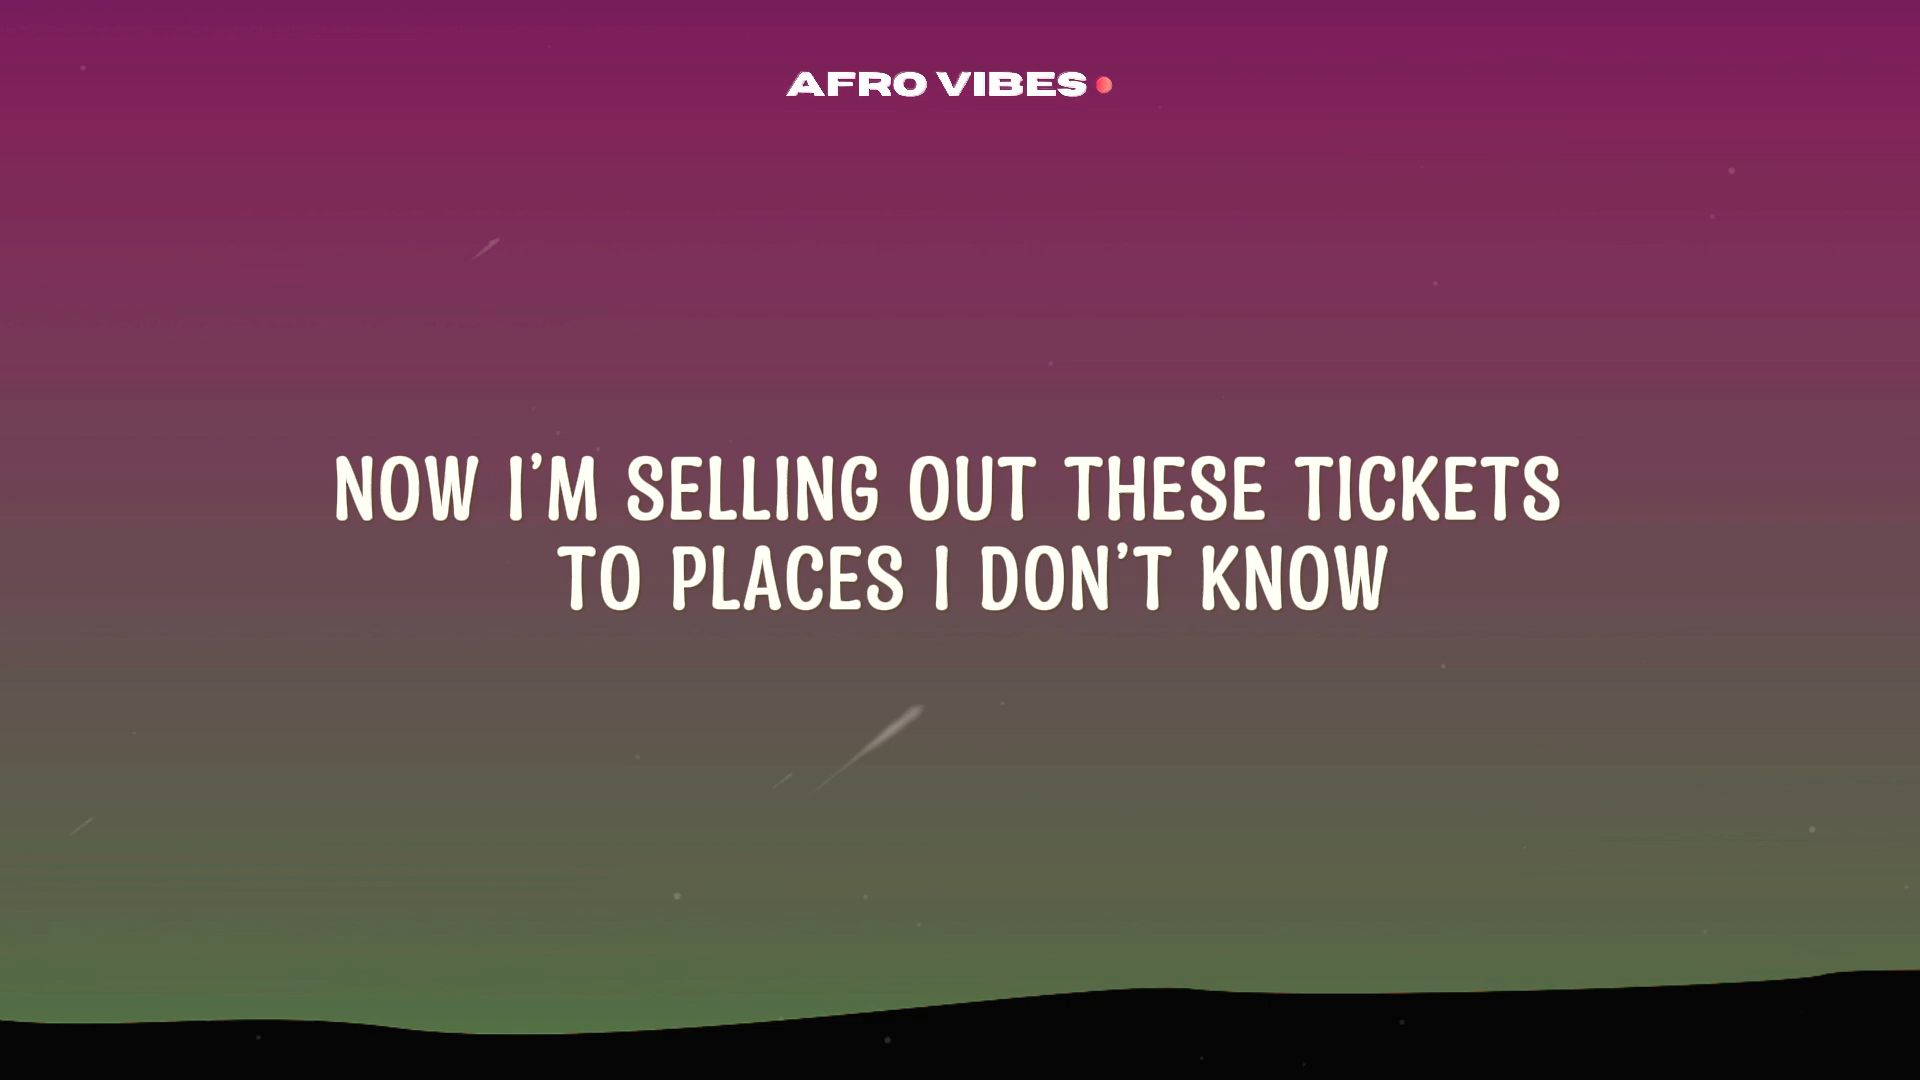 AFRO VIBES
NOW I’M SELLING OUT THESE TICKETS
TO PLACES I DON’T KNOW